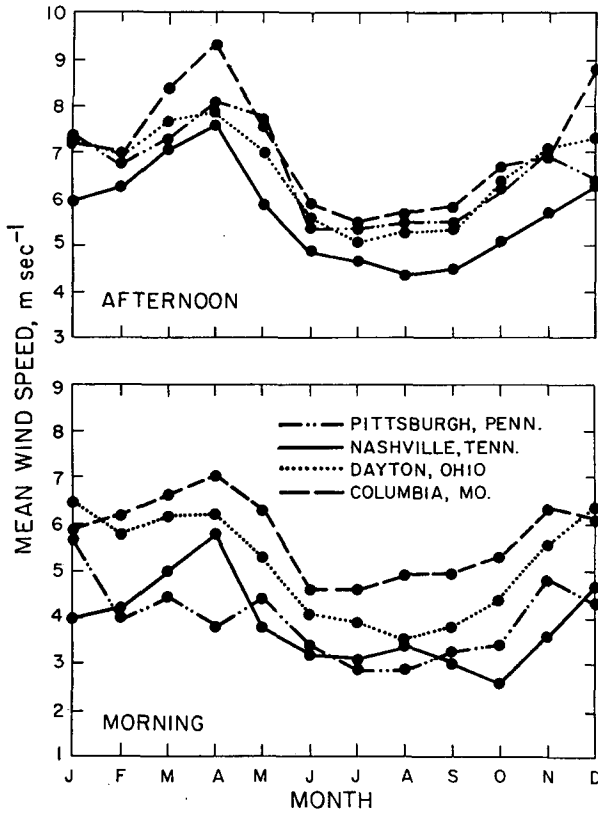 10
9
8
7
6
5
4
3
AFTERNOON
MEAN WIND SPEED, m sec⁻¹
9
8
7
6
5
4
3
2
1
PITTSBURGH, PENN.
NASHVILLE, TENN.
DAYTON, OHIO
COLUMBIA, MO.
MORNING
J F M A M J J A S O N D
MONTH